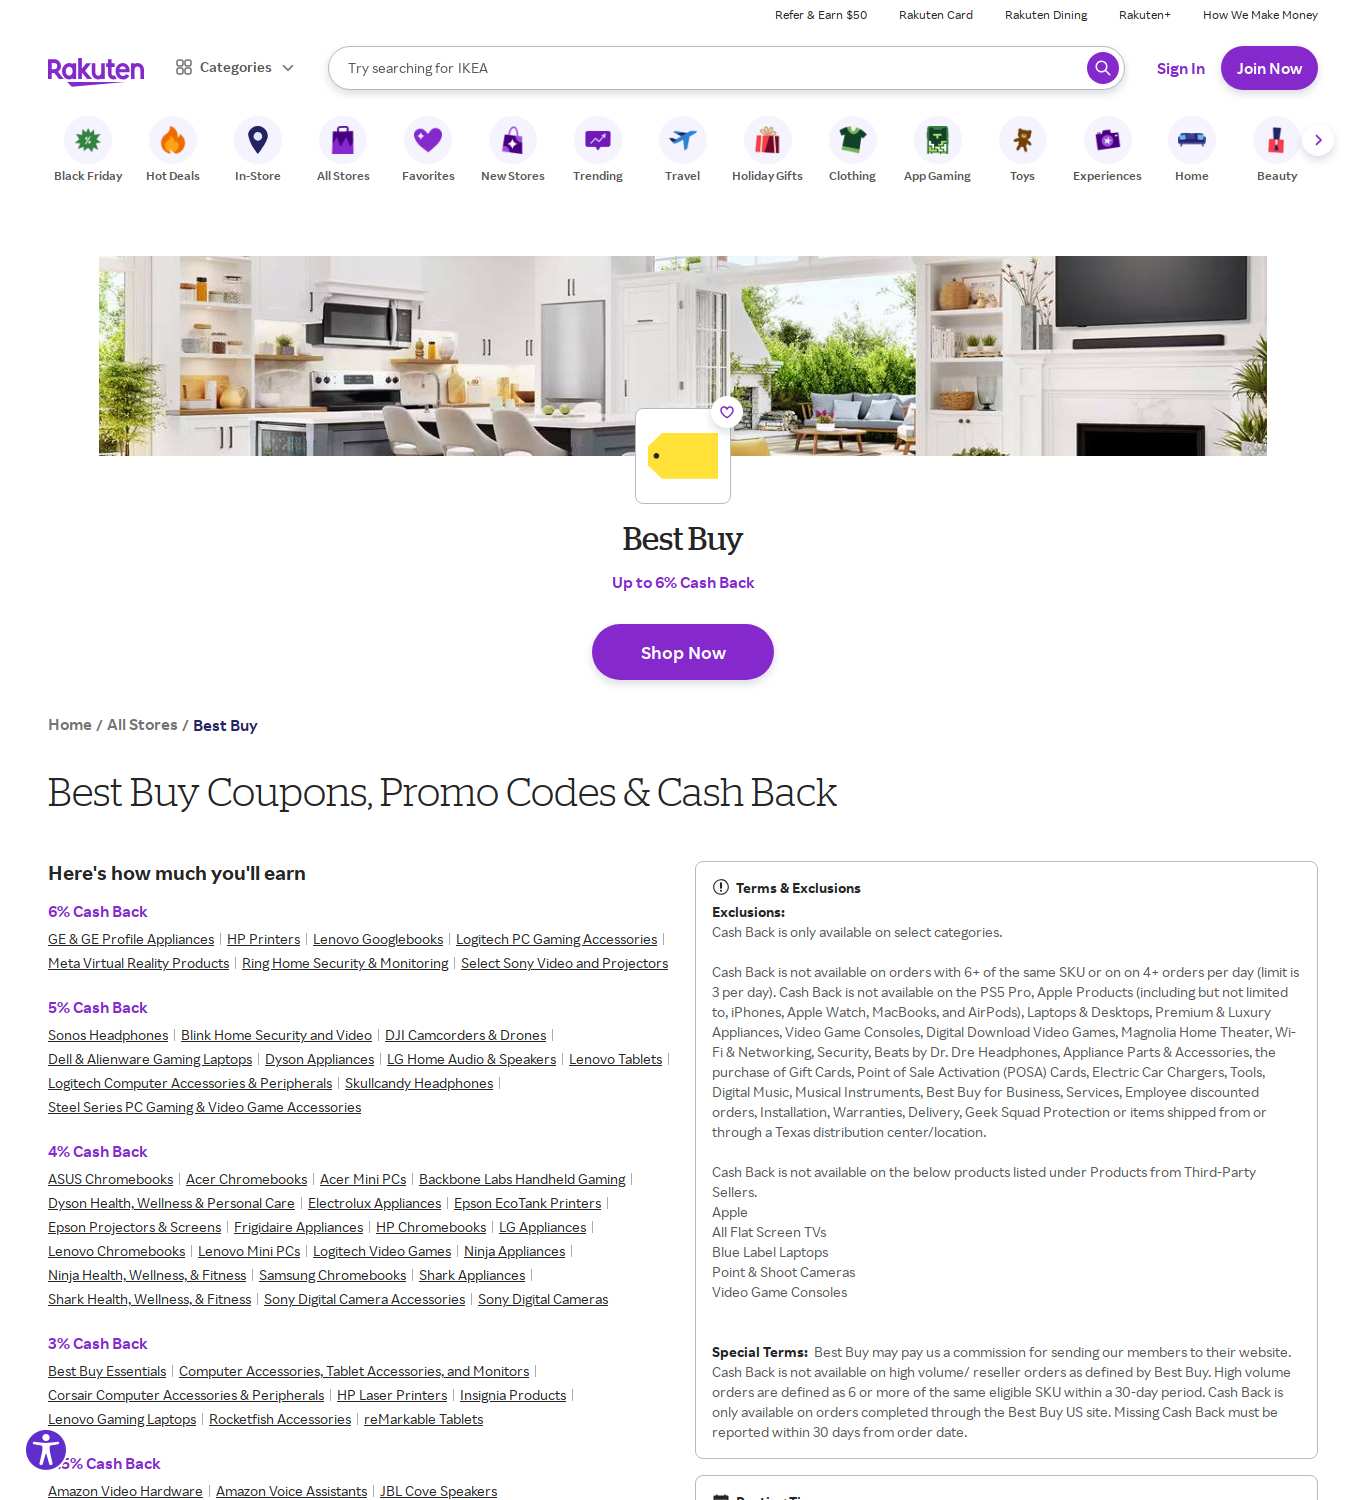 Refer & Earn $50
Rakuten Card
Rakuten Dining
Rakuten+
How We Make Money
Rakuten
Categories
Try searching for IKEA
Sign In
Join Now
Black Friday
Hot Deals
In-Store
All Stores
Favorites
New Stores
Trending
Travel
Holiday Gifts
Clothing
App Gaming
Toys
Experiences
Home
Beauty
Best Buy
Up to 6% Cash Back
Shop Now
Home / All Stores / Best Buy
Best Buy Coupons, Promo Codes & Cash Back
Here's how much you'll earn
6% Cash Back
GE & GE Profile Appliances | HP Printers | Lenovo Googlebooks | Logitech PC Gaming Accessories |
Meta Virtual Reality Products | Ring Home Security & Monitoring | Select Sony Video and Projectors
5% Cash Back
Sonos Headphones | Blink Home Security and Video | DJI Camcorders & Drones |
Dell & Alienware Gaming Laptops | Dyson Appliances | LG Home Audio & Speakers | Lenovo Tablets |
Logitech Computer Accessories & Peripherals | Skullcandy Headphones |
Steel Series PC Gaming & Video Game Accessories
4% Cash Back
ASUS Chromebooks | Acer Chromebooks | Acer Mini PCs | Backbone Labs Handheld Gaming |
Dyson Health, Wellness & Personal Care | Electrolux Appliances | Epson EcoTank Printers |
Epson Projectors & Screens | Frigidaire Appliances | HP Chromebooks | LG Appliances |
Lenovo Chromebooks | Lenovo Mini PCs | Logitech Video Games | Ninja Appliances |
Ninja Health, Wellness, & Fitness | Samsung Chromebooks | Shark Appliances |
Shark Health, Wellness, & Fitness | Sony Digital Camera Accessories | Sony Digital Cameras
3% Cash Back
Best Buy Essentials | Computer Accessories, Tablet Accessories, and Monitors |
Corsair Computer Accessories & Peripherals | HP Laser Printers | Insignia Products |
Lenovo Gaming Laptops | Rocketfish Accessories | reMarkable Tablets
5% Cash Back
Amazon Video Hardware | Amazon Voice Assistants | JBL Cove Speakers
Terms & Exclusions
Exclusions:
Cash Back is only available on select categories.
Cash Back is not available on orders with 6+ of the same SKU or on on 4+ orders per day (limit is
3 per day). Cash Back is not available on the PS5 Pro, Apple Products (including but not limited
to, iPhones, Apple Watch, MacBooks, and AirPods), Laptops & Desktops, Premium & Luxury
Appliances, Video Game Consoles, Digital Download Video Games, Magnolia Home Theater, Wi-
Fi & Networking, Security, Beats by Dr. Dre Headphones, Appliance Parts & Accessories, the
purchase of Gift Cards, Point of Sale Activation (POSA) Cards, Electric Car Chargers, Tools,
Digital Music, Musical Instruments, Best Buy for Business, Services, Employee discounted
orders, Installation, Warranties, Delivery, Geek Squad Protection or items shipped from or
through a Texas distribution center/location.
Cash Back is not available on the below products listed under Products from Third-Party
Sellers.
Apple
All Flat Screen TVs
Blue Label Laptops
Point & Shoot Cameras
Video Game Consoles
Special Terms: Best Buy may pay us a commission for sending our members to their website.
Cash Back is not available on high volume/ reseller orders as defined by Best Buy. High volume
orders are defined as 6 or more of the same eligible SKU within a 30-day period. Cash Back is
only available on orders completed through the Best Buy US site. Missing Cash Back must be
reported within 30 days from order date.